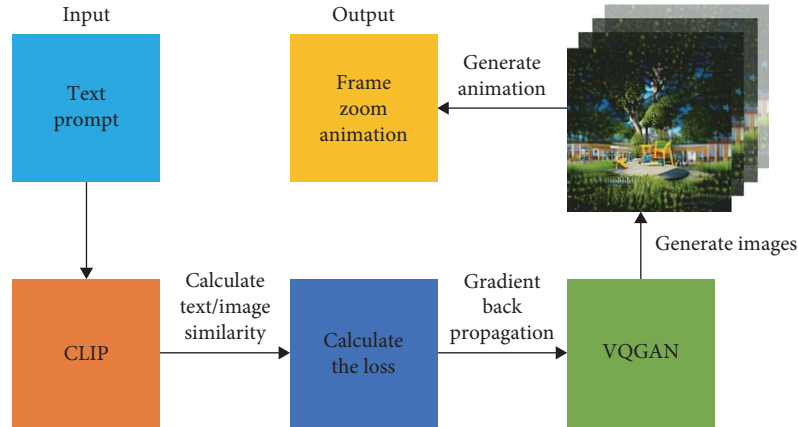 Input
Output
Text
prompt
Frame
zoom
animation
Generate
animation
Generate images
CLIP
Calculate
text/image
similarity
Calculate
the loss
Gradient
back
propagation
VQGAN